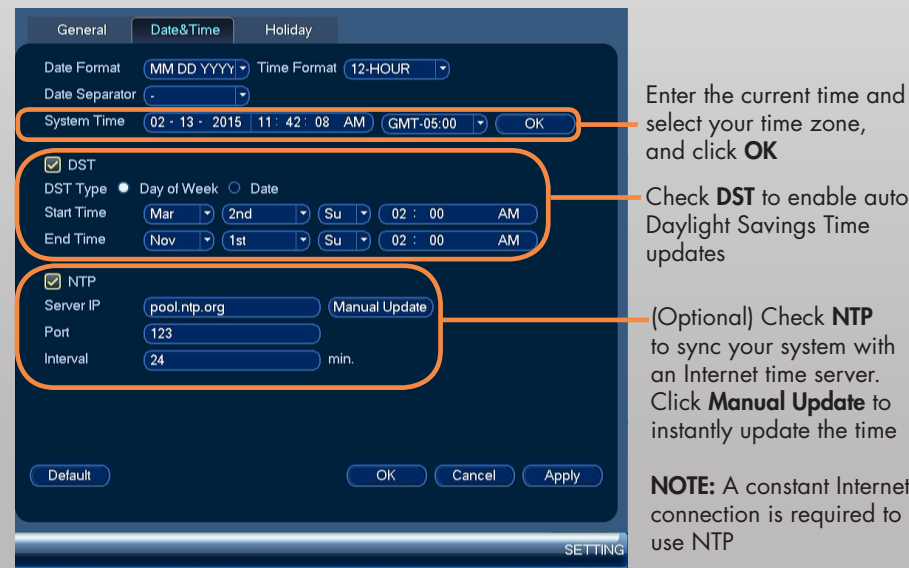 General Date&Time Holiday
Date Format MM DD YYYY Time Format 12-HOUR
Date Separator -
System Time 02 - 13 - 2015 11 : 42 : 08 AM GMT-05:00 OK
DST
DST Type Day of Week Date
Start Time Mar 2nd Su 02 : 00 AM
End Time Nov 1st Su 02 : 00 AM
NTP
Server IP pool.ntp.org Manual Update
Port 123
Interval 24 min.
Default OK Cancel Apply
SETTING
Enter the current time and
select your time zone,
and click OK
Check DST to enable auto
Daylight Savings Time
updates
(Optional) Check NTP
to sync your system with
an Internet time server.
Click Manual Update to
instantly update the time
NOTE: A constant Internet
connection is required to
use NTP